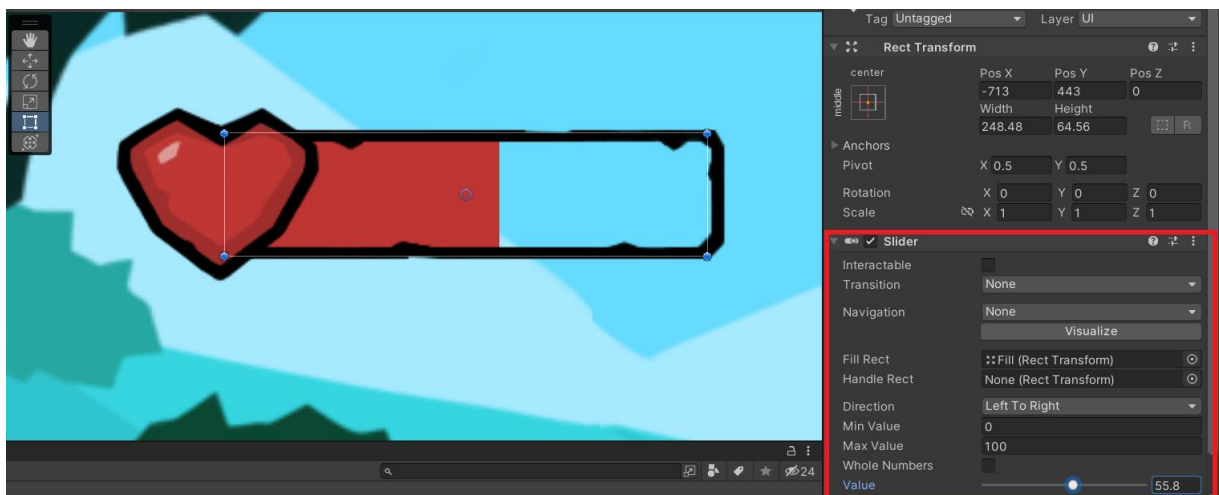 Tag Untagged Layer UI
Rect Transform
center Pos X Pos Y Pos Z
middle -713 443 0
Width Height
248.48 64.56 R
Anchors
Pivot X 0.5 Y 0.5
Rotation X 0 Y 0 Z 0
Scale X 1 Y 1 Z 1
Slider
Interactable
Transition None
Navigation None
Visualize
Fill Rect Fill (Rect Transform)
Handle Rect None (Rect Transform)
Direction Left To Right
Min Value 0
Max Value 100
Whole Numbers
Value 55.8
24